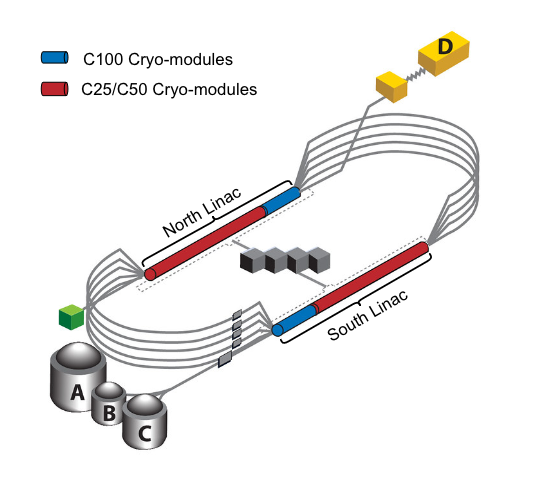 C100 Cryo-modules
C25/C50 Cryo-modules
D
North Linac
South Linac
A
B
C